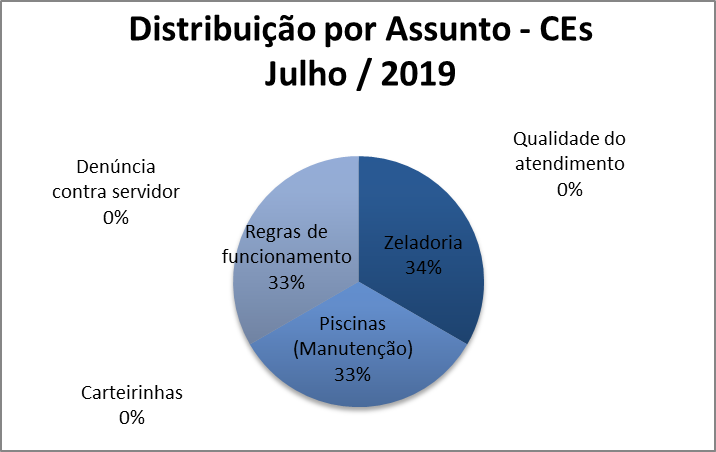 Distribuição por Assunto - CEs
Julho / 2019
Qualidade do
atendimento
0%
Denúncia
contra servidor
0%
Regras de
funcionamento
33%
Zeladoria
34%
Piscinas
(Manutenção)
33%
Carteirinhas
0%